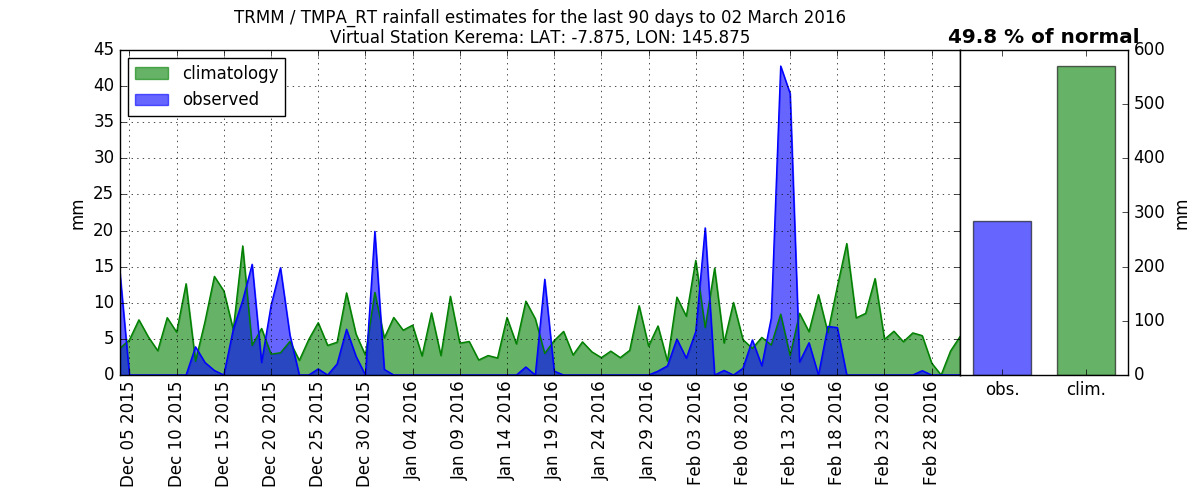 TRMM / TMPA_RT rainfall estimates for the last 90 days to 02 March 2016
Virtual Station Kerema: LAT: -7.875, LON: 145.875
49.8 % of normal
climatology
observed
mm
45
40
35
30
25
20
15
10
5
0
Dec 05 2015
Dec 10 2015
Dec 15 2015
Dec 20 2015
Dec 25 2015
Dec 30 2015
Jan 04 2016
Jan 09 2016
Jan 14 2016
Jan 19 2016
Jan 24 2016
Jan 29 2016
Feb 03 2016
Feb 08 2016
Feb 13 2016
Feb 18 2016
Feb 23 2016
Feb 28 2016
obs.
clim.
600
500
400
300
200
100
0
mm